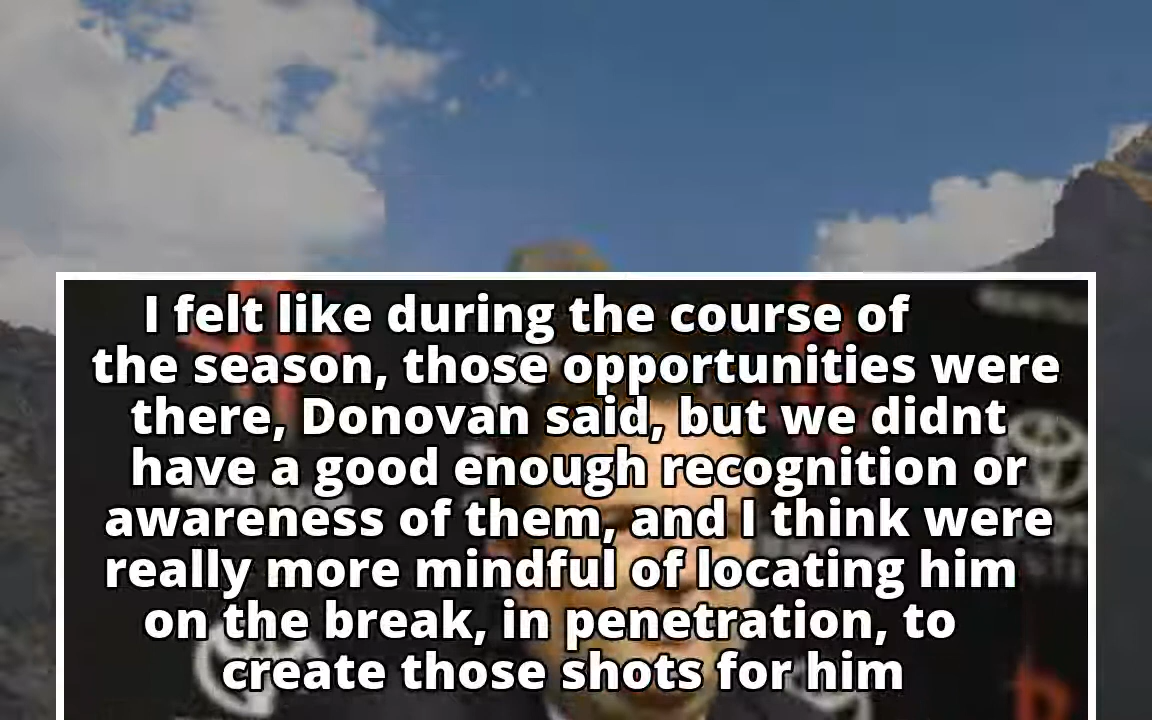 I felt like during the course of
the season, those opportunities were
there, Donovan said, but we didnt
have a good enough recognition or
awareness of them, and I think were
really more mindful of locating him
on the break, in penetration, to
create those shots for him